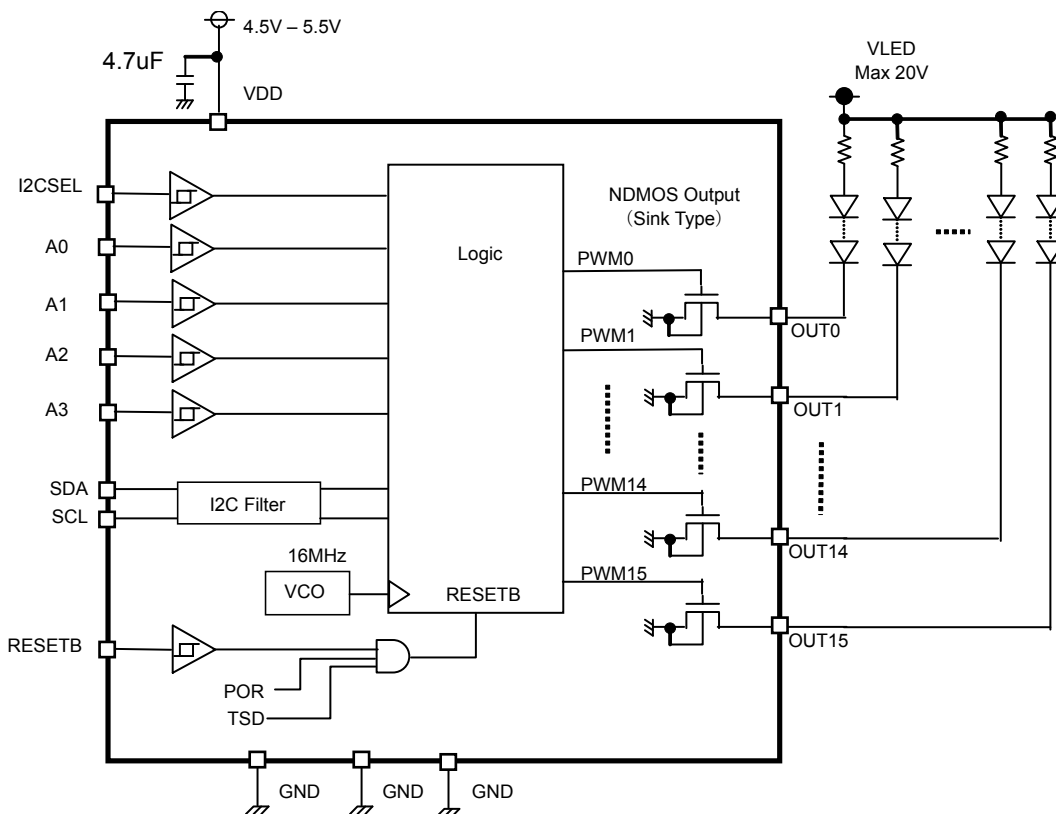 4.5V – 5.5V
4.7uF
VDD
VLED
Max 20V
I2CSEL
A0
A1
A2
A3
SDA
SCL
I2C Filter
16MHz
VCO
RESETB
Logic
RESETB
POR
TSD
NDMOS Output
(Sink Type)
PWM0
PWM1
PWM14
PWM15
OUT0
OUT1
OUT14
OUT15
GND
GND
GND